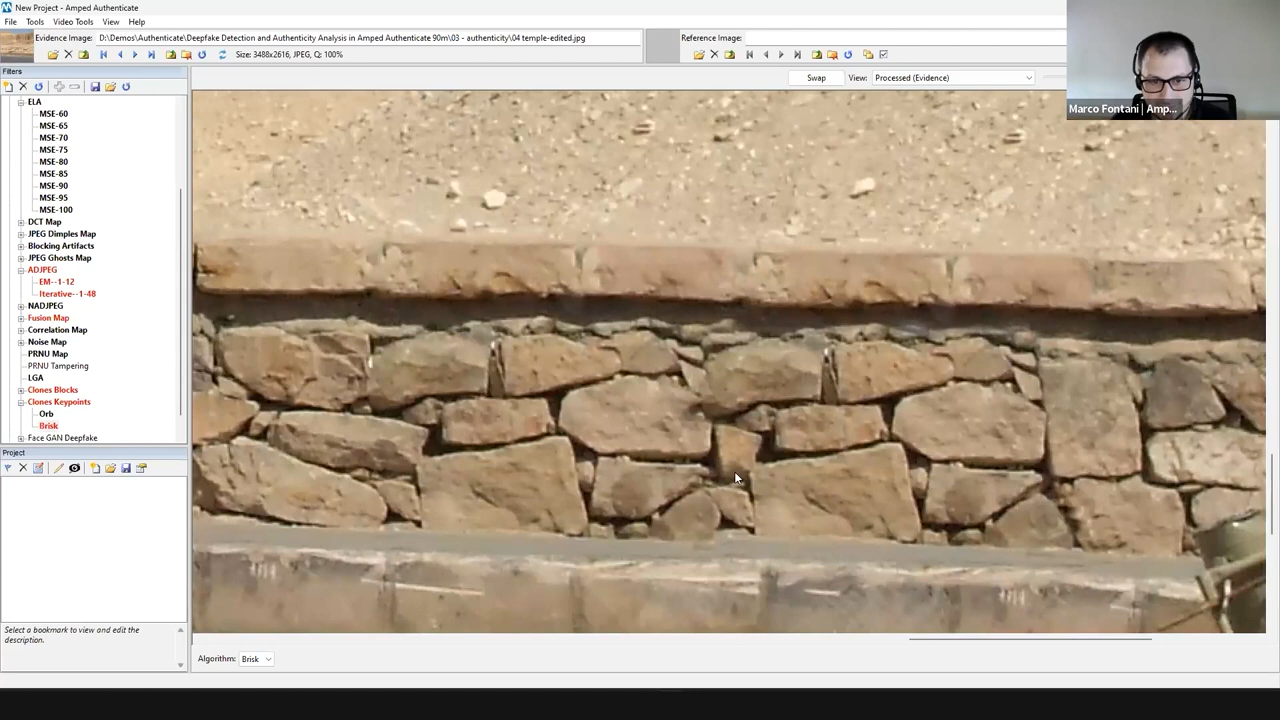 New Project - Amped Authenticate
File Tools Video Tools View Help
Evidence Image: D:\Demos\Authenticate\Deepfake Detection and Authenticity Analysis in Amped Authenticate 90m\03 - authenticity\04 temple-edited.jpg Reference Image:
Size: 3488x2616, JPEG, Q: 100%
Marco Fontani | Amp...
Filters
Swap View: Processed (Evidence)
ELA
MSE-60
MSE-65
MSE-70
MSE-75
MSE-80
MSE-85
MSE-90
MSE-95
MSE-100
DCT Map
JPEG Dimples Map
Blocking Artifacts
JPEG Ghosts Map
ADJPEG
EM--1-12
Iterative--1-48
NADJPEG
Fusion Map
Correlation Map
Noise Map
PRNU Map
PRNU Tampering
LGA
Clones Blocks
Clones Keypoints
Orb
Brisk
Face GAN Deepfake
Project
Select a bookmark to view and edit the
description.
Algorithm: Brisk